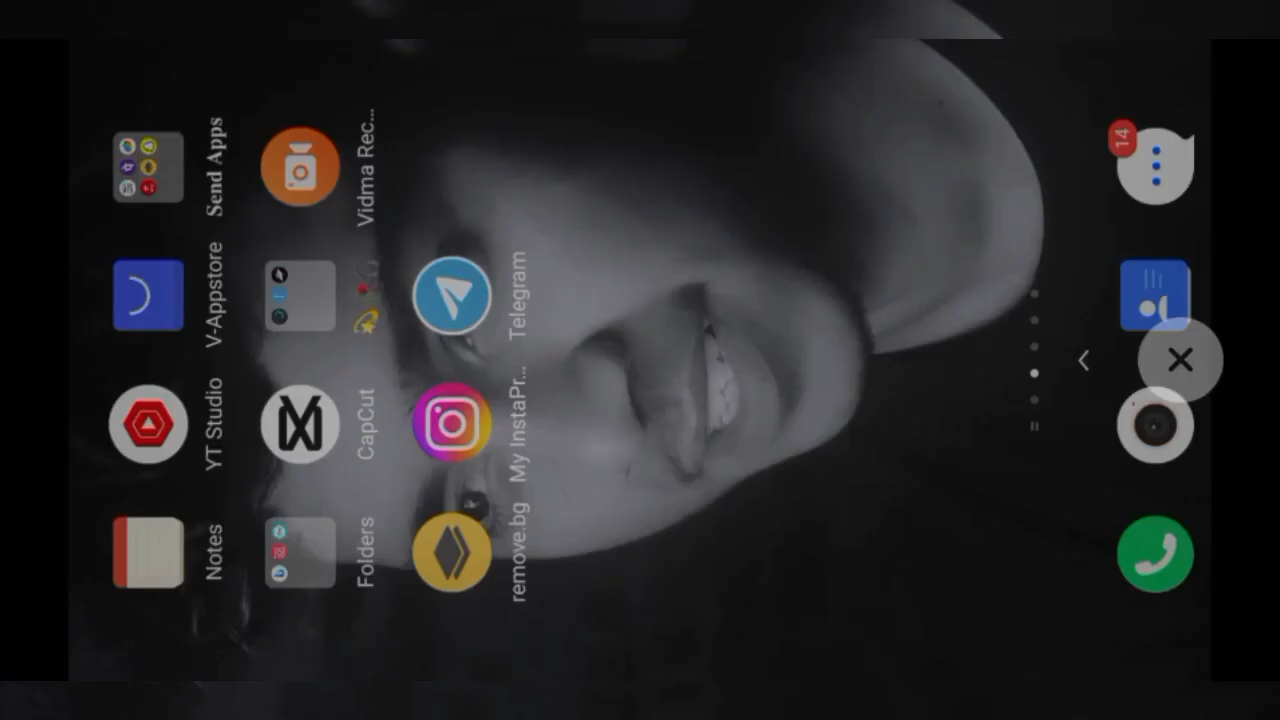 Notes
YT Studio
V-Appstore
Send Apps
Folders
CapCut
Vidma Rec...
remove.bg
My InstaPr...
Telegram
14